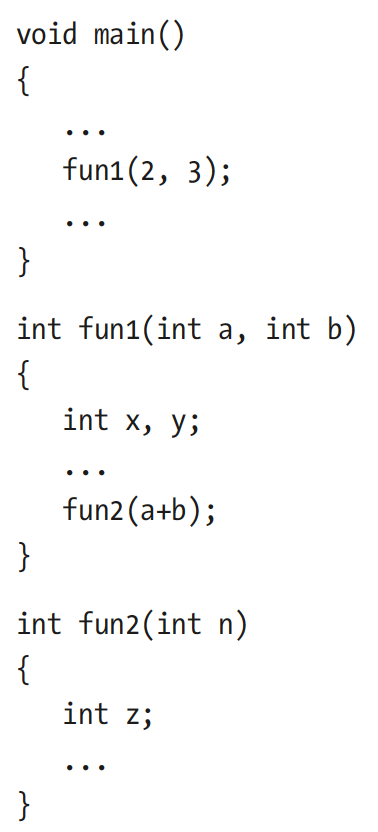 void main()
{
...
fun1(2, 3);
...
}
int fun1(int a, int b)
{
int x, y;
...
fun2(a+b);
}
int fun2(int n)
{
int z;
...
}